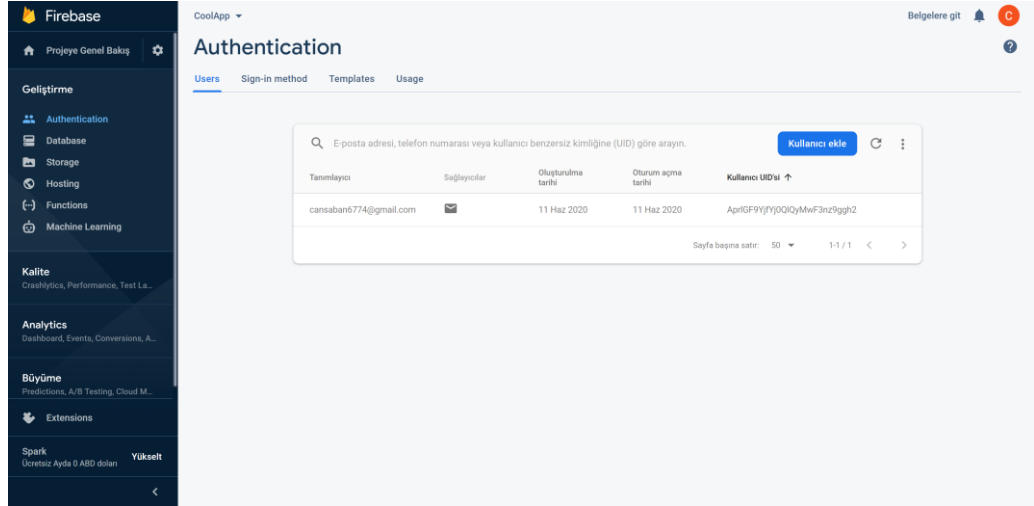 Firebase
CoolApp
Belgelere git
C
Projeye Genel Bakış
Authentication
Users Sign-in method Templates Usage
Geliştirme
Authentication
Database
Storage
Hosting
Functions
Machine Learning
E-posta adresi, telefon numarası veya kullanıcı benzersiz kimliğine (UID) göre arayın.
Kullanıcı ekle
Tanımlayıcı Sağlayıcılar Oluşturulma tarihi Oturum açma tarihi Kullanıcı UID'si
cansaban6774@gmail.com 11 Haz 2020 11 Haz 2020
Sayfa başına satır: 50 1-1 / 1
Kalite
Crashlytics, Performance, Test La...
Analytics
Dashboard, Events, Conversions, A...
Büyüme
Predictions, A/B Testing, Cloud M...
Extensions
Spark
Ücretsiz Ayda 0 ABD doları
Yükselt